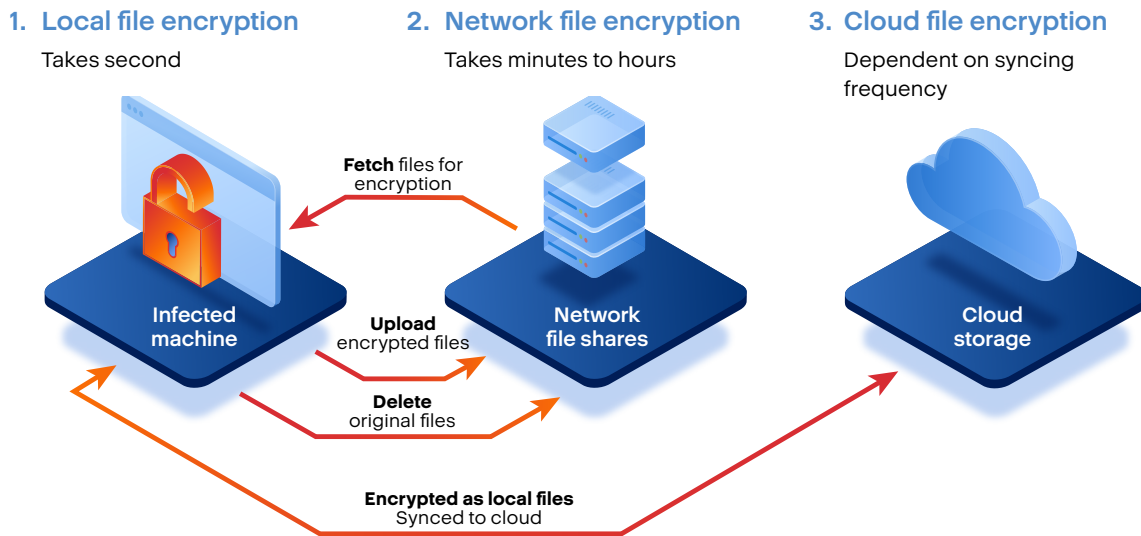 1. Local file encryption
Takes second
2. Network file encryption
Takes minutes to hours
3. Cloud file encryption
Dependent on syncing
frequency
Fetch files for
encryption
Infected
machine
Upload
encrypted files
Delete
original files
Network
file shares
Cloud
storage
Encrypted as local files
Synced to cloud